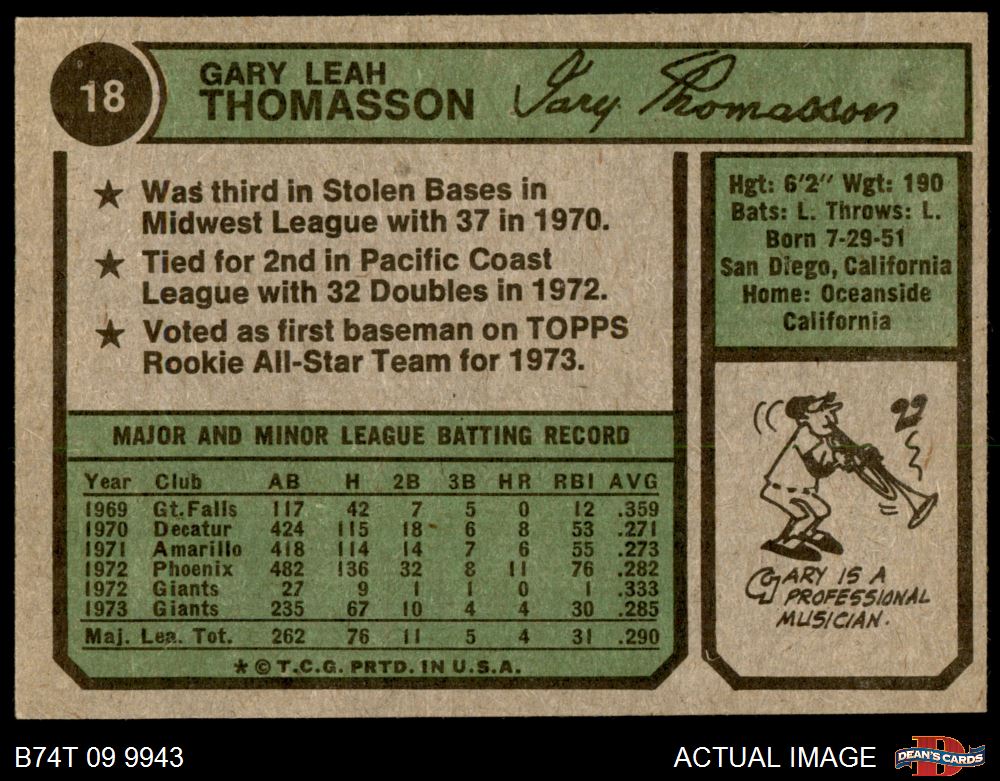 18
GARY LEAH
THOMASSON
Gary Thomasson
★ Was third in Stolen Bases in
Midwest League with 37 in 1970.
★ Tied for 2nd in Pacific Coast
League with 32 Doubles in 1972.
★ Voted as first baseman on TOPPS
Rookie All-Star Team for 1973.
Hgt: 6'2" Wgt: 190
Bats: L. Throws: L.
Born 7-29-51
San Diego, California
Home: Oceanside
California
MAJOR AND MINOR LEAGUE BATTING RECORD
Year Club AB H 2B 3B HR RBI AVG
1969 Gt. Falls 117 42 7 5 0 12 .359
1970 Decatur 424 115 18 6 8 53 .271
1971 Amarillo 418 114 14 7 6 55 .273
1972 Phoenix 482 136 32 8 11 76 .282
1972 Giants 27 9 1 1 0 1 .333
1973 Giants 235 67 10 4 4 30 .285
Maj. Lea. Tot. 262 76 11 5 4 31 .290
★ © T.C.G. PRTD. IN U.S.A.
GARY IS A
PROFESSIONAL
MUSICIAN.
B74T 09 9943
ACTUAL IMAGE
D
DEAN'S CARDS